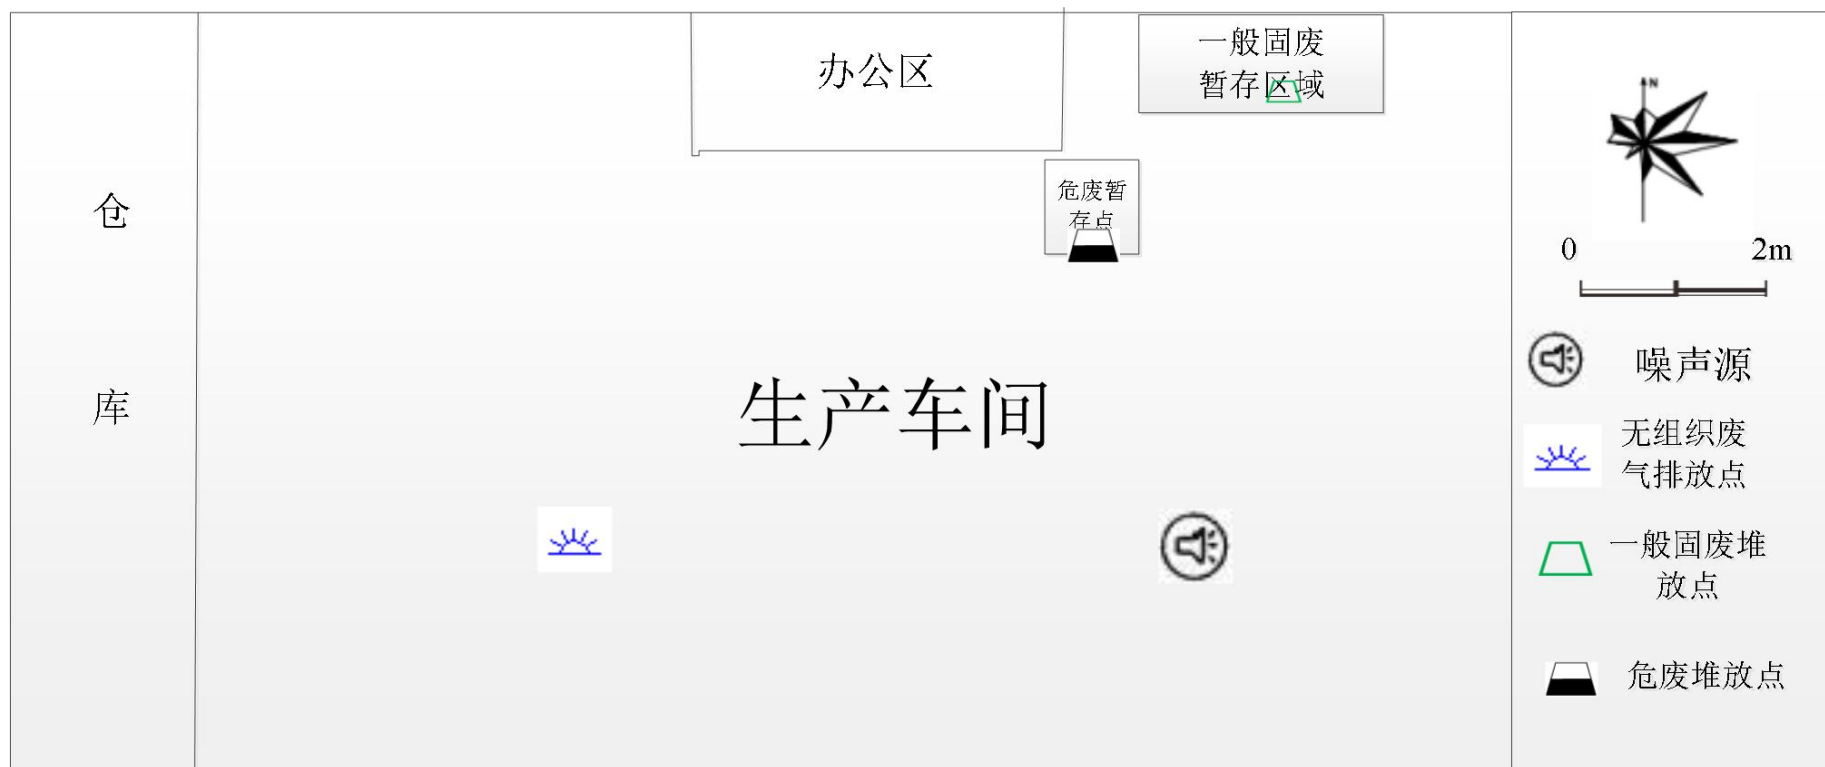 办公区
一般固废
暂存区域
仓
库
危废暂
存点
生产车间
N
0
2m
噪声源
无组织废
气排放点
一般固废堆
放点
危废堆放点